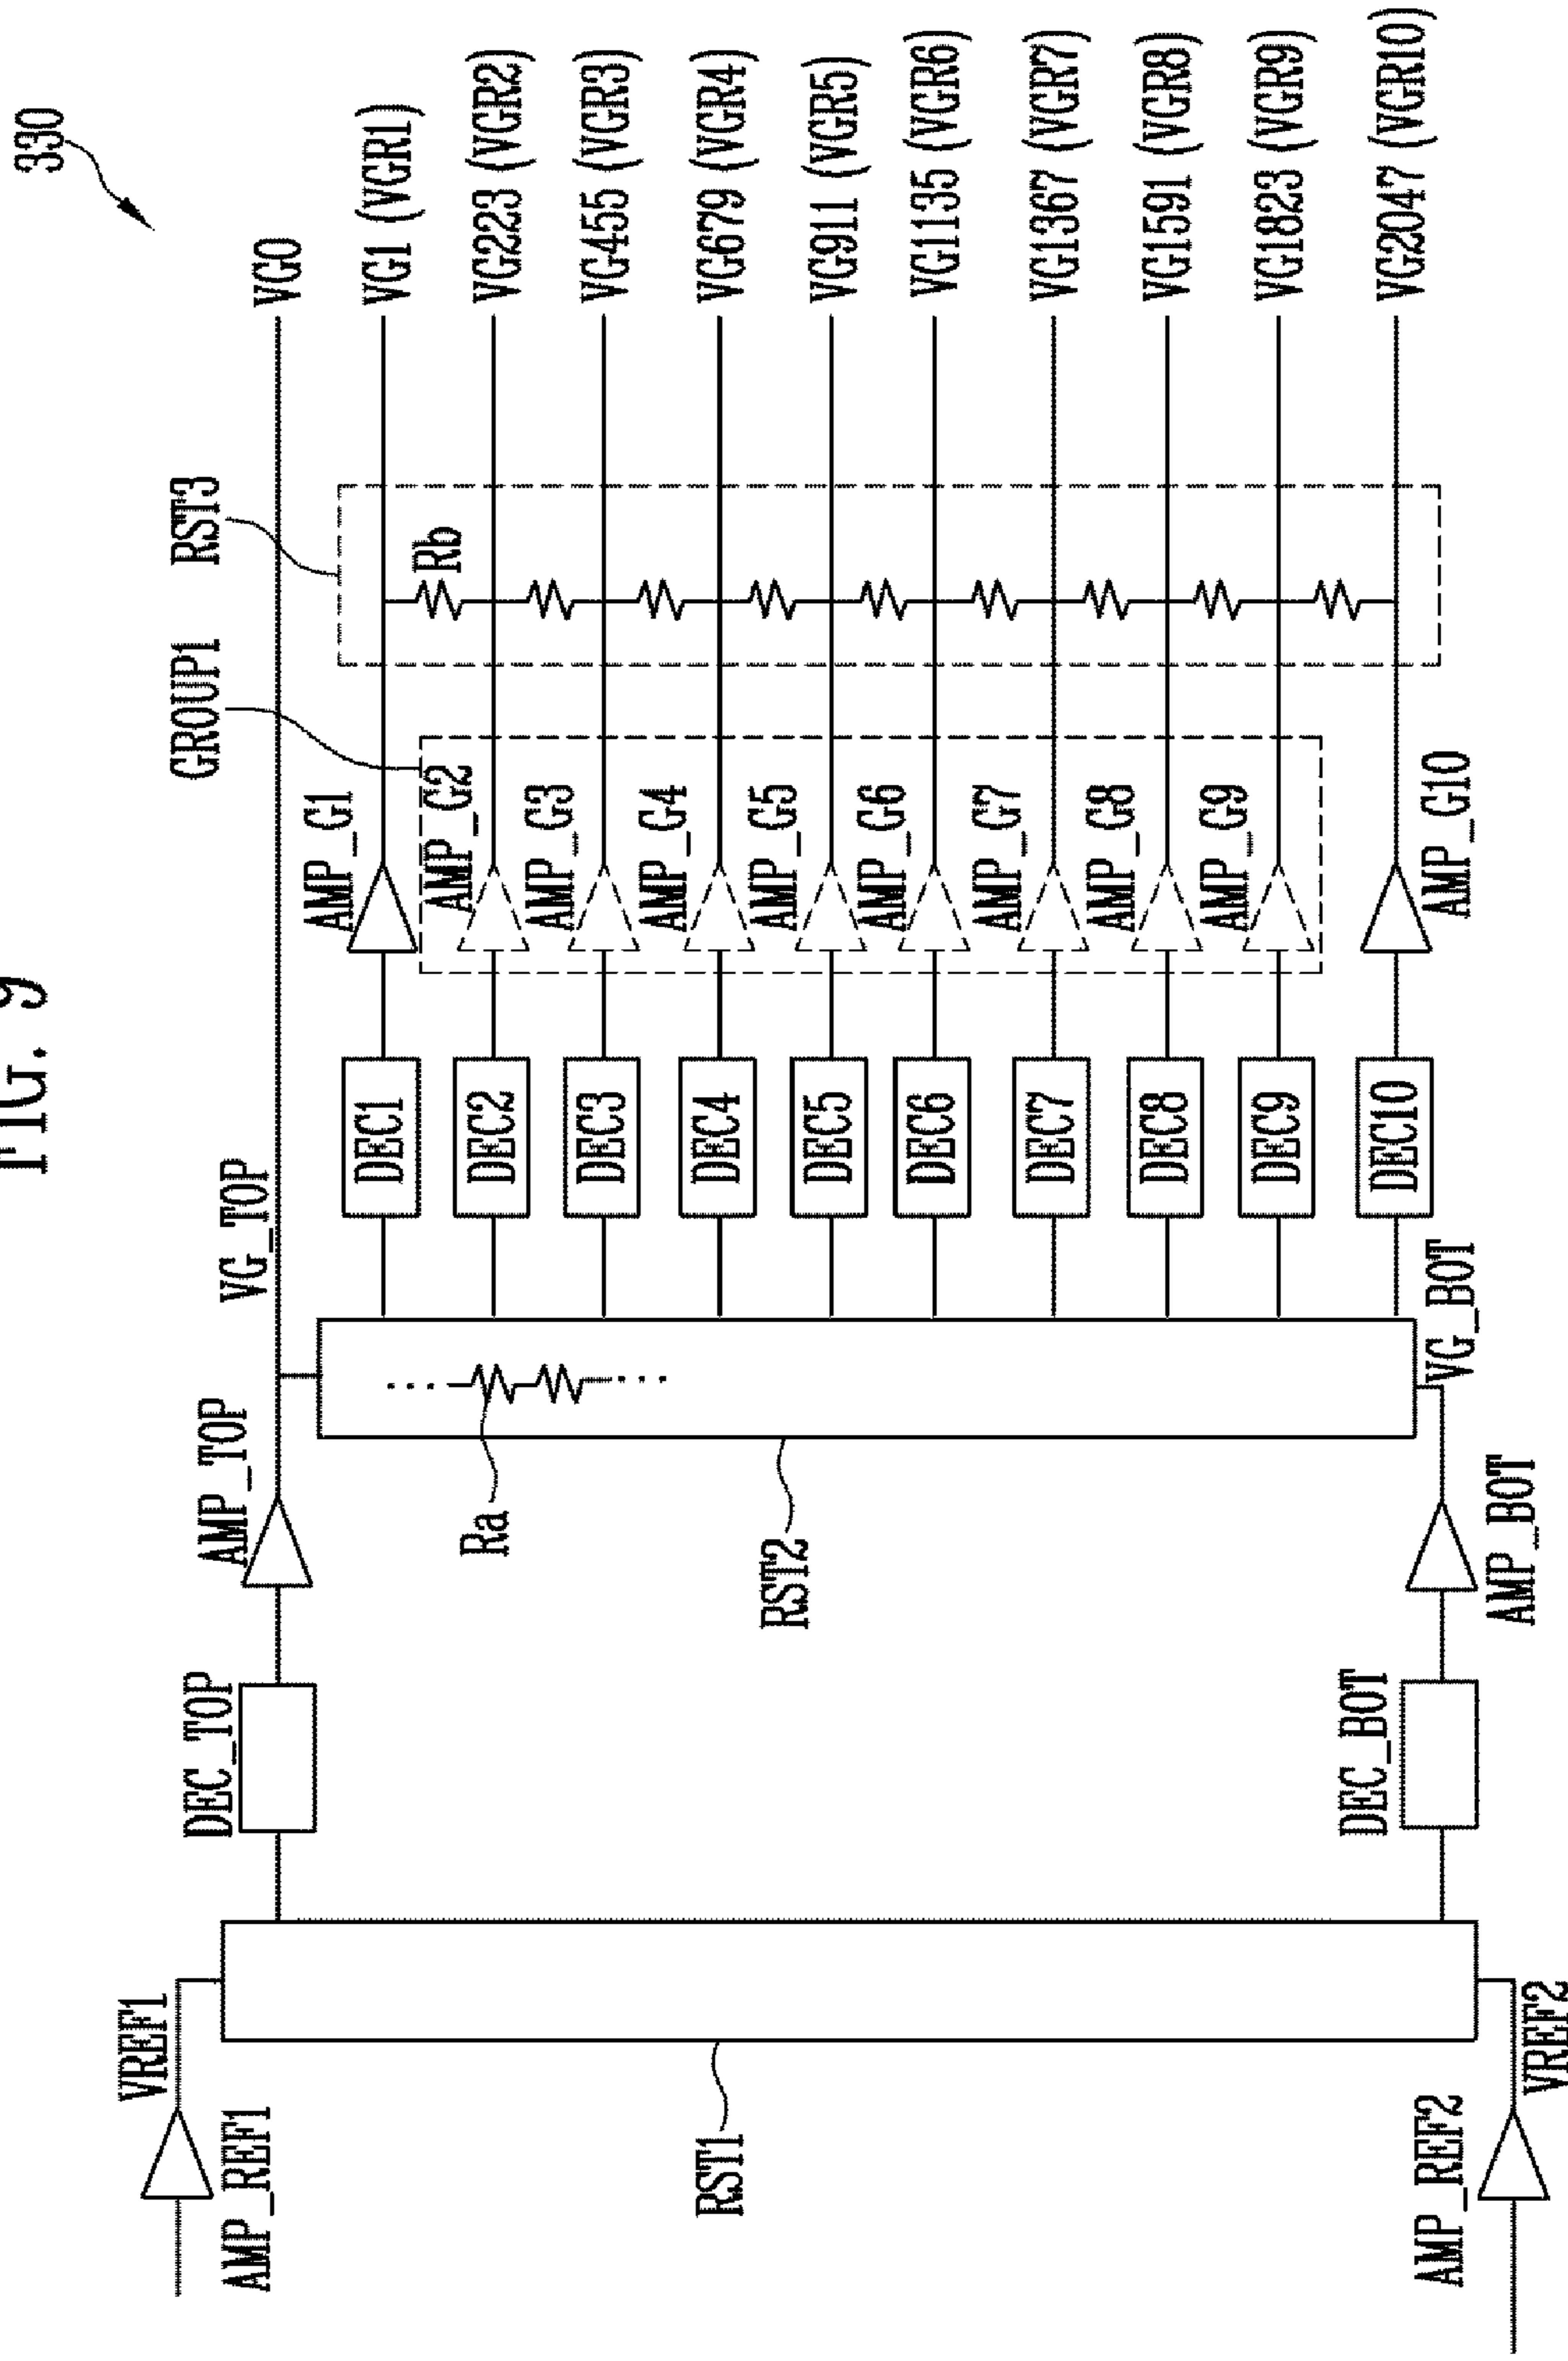 FIG. 9
330
VREF1
AMP_REF1
RST1
AMP_REF2
VREF2
DEC_TOP
AMP_TOP
VG_TOP
DEC_BOT
AMP_BOT
VG_BOT
Ra
RST2
DEC1
DEC2
DEC3
DEC4
DEC5
DEC6
DEC7
DEC8
DEC9
DEC10
GROUP1
AMP_G1
AMP_G2
AMP_G3
AMP_G4
AMP_G5
AMP_G6
AMP_G7
AMP_G8
AMP_G9
AMP_G10
RST3
Rb
VG0
VG1 (VGR1)
VG223 (VGR2)
VG455 (VGR3)
VG679 (VGR4)
VG911 (VGR5)
VG1135 (VGR6)
VG1367 (VGR7)
VG1591 (VGR8)
VG1823 (VGR9)
VG2047 (VGR10)